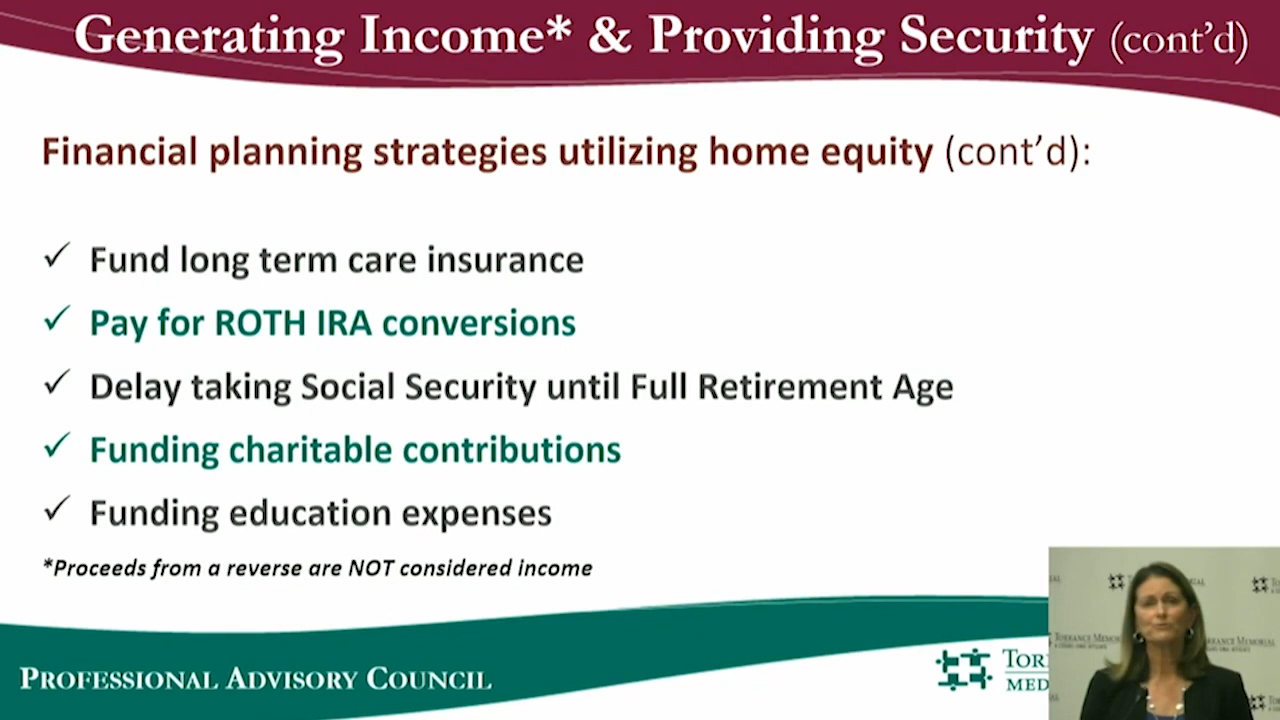 Generating Income* & Providing Security (cont'd)
Financial planning strategies utilizing home equity (cont'd):
✓ Fund long term care insurance
✓ Pay for ROTH IRA conversions
✓ Delay taking Social Security until Full Retirement Age
✓ Funding charitable contributions
✓ Funding education expenses
*Proceeds from a reverse are NOT considered income
PROFESSIONAL ADVISORY COUNCIL
TORRANCE MEMORIAL